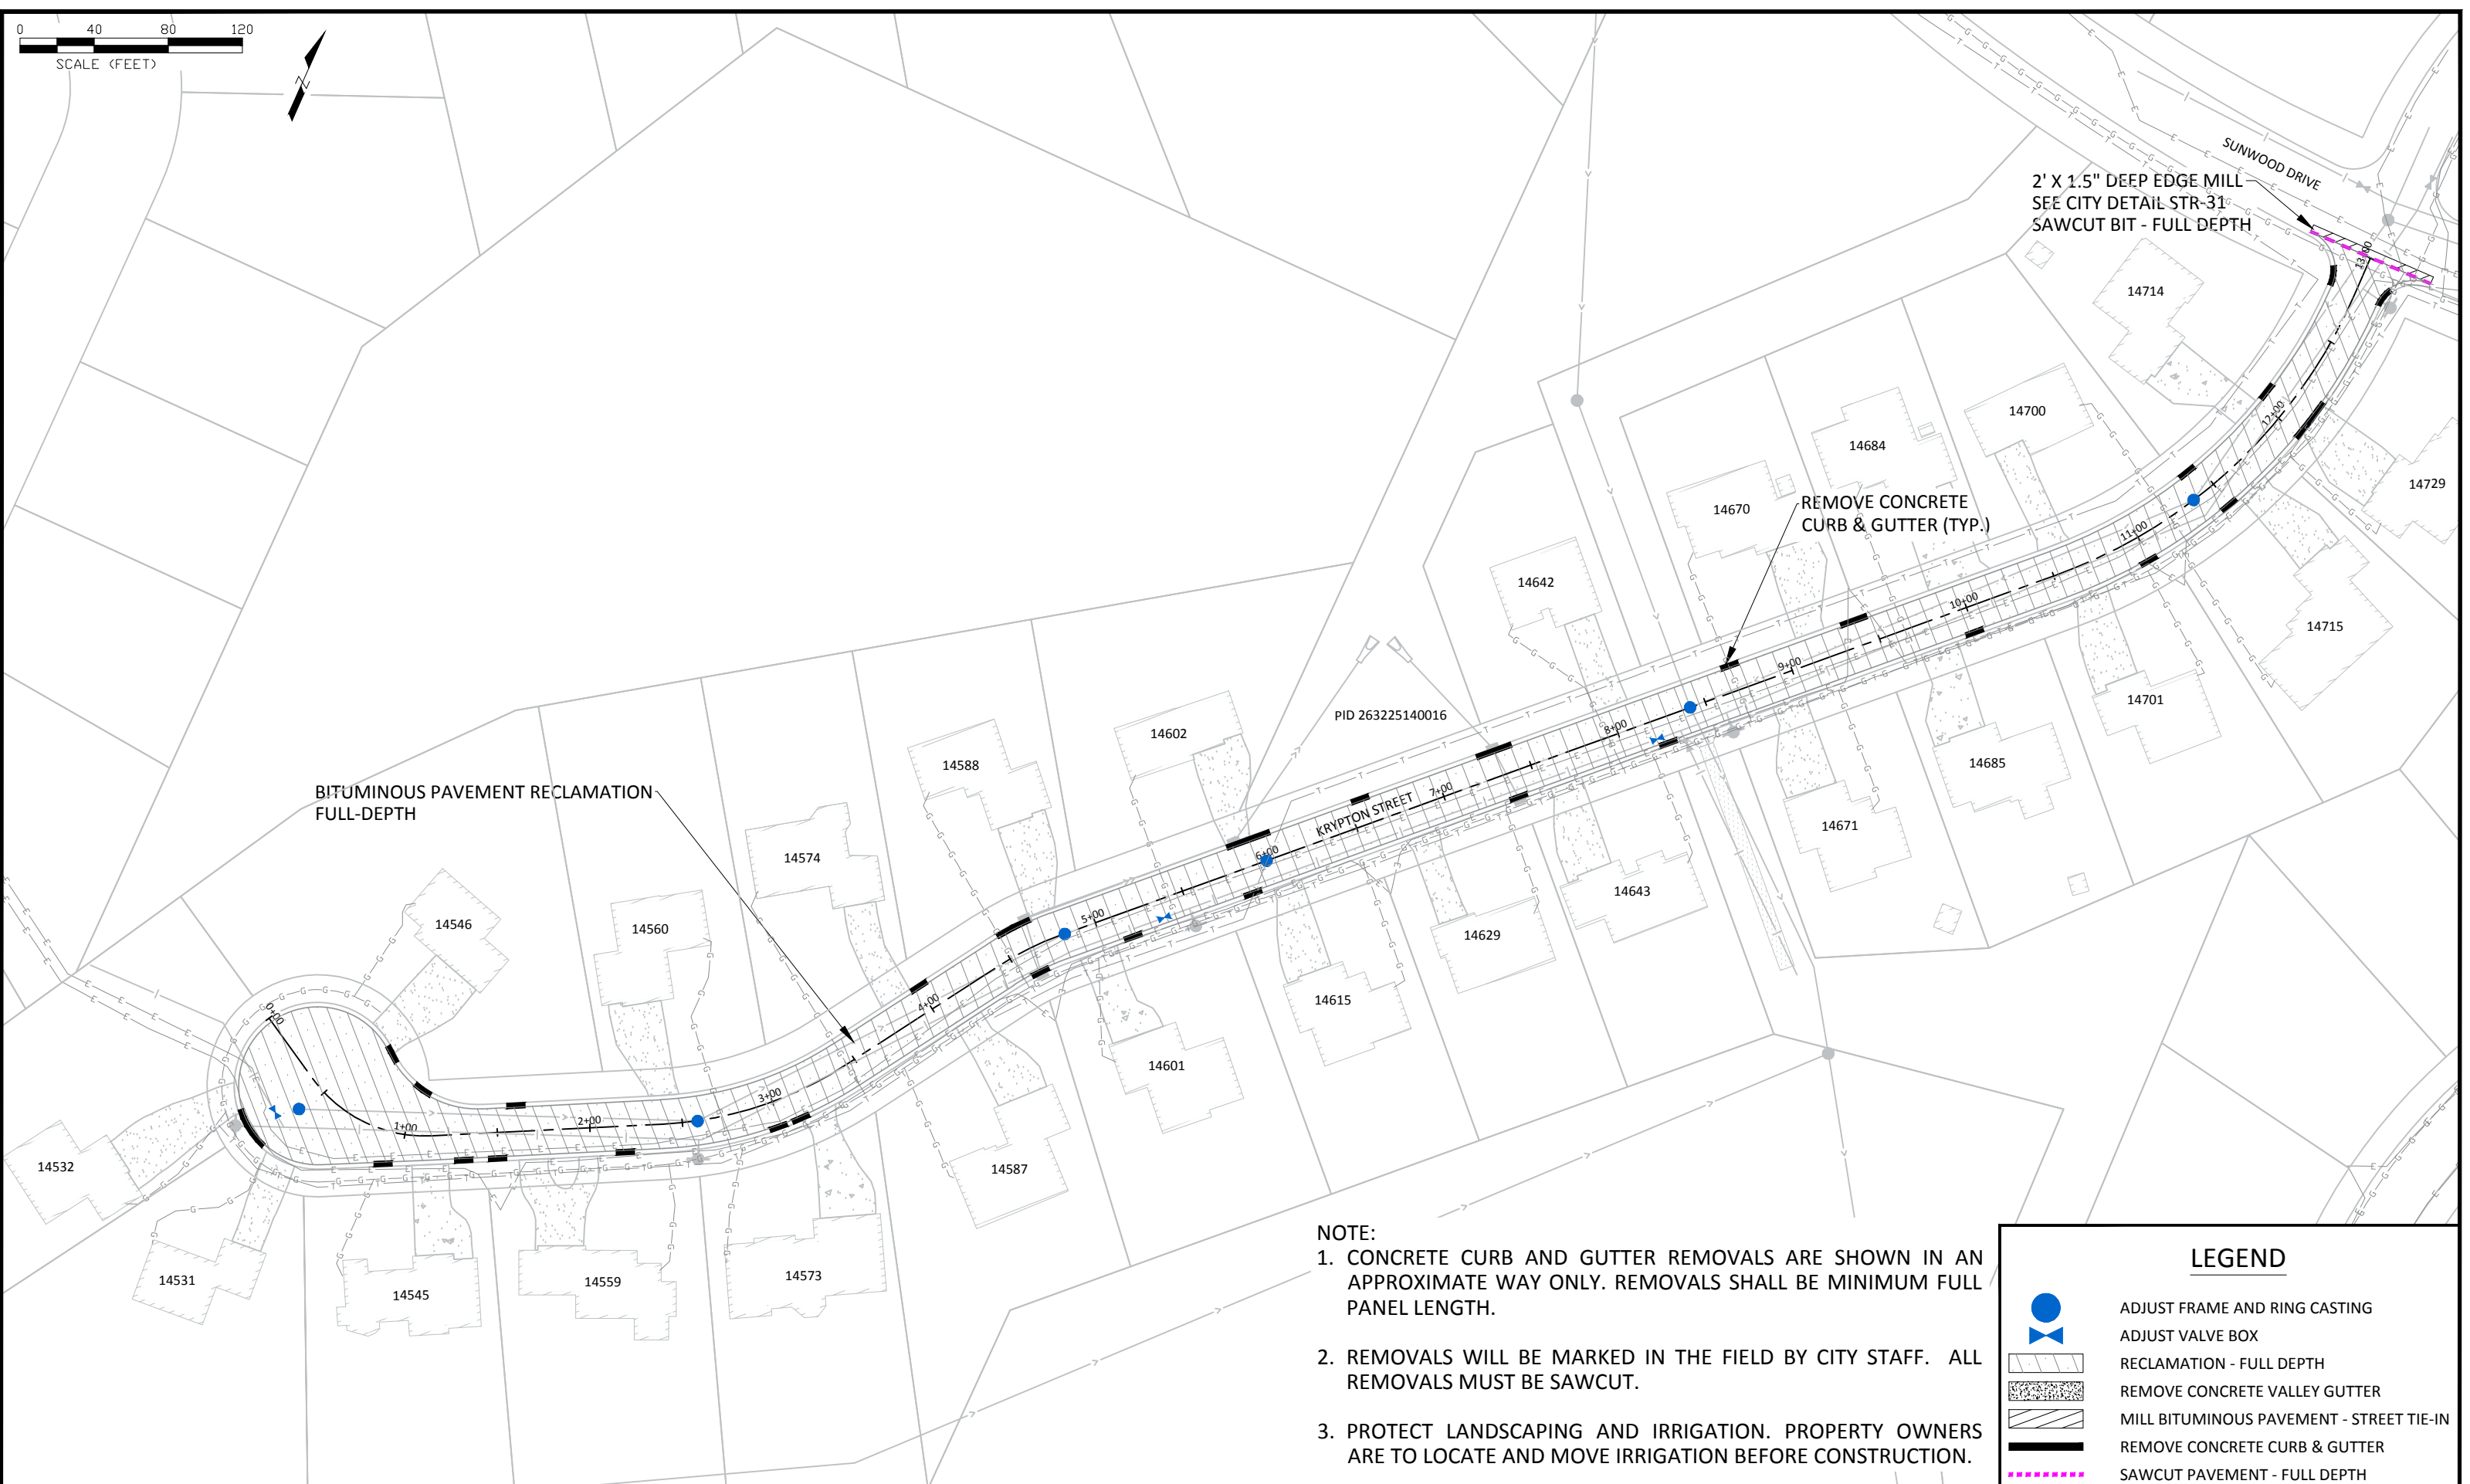 0 40 80 120
SCALE (FEET)
Z
SUNWOOD DRIVE
2' X 1.5" DEEP EDGE MILL
SEE CITY DETAIL STR-31
SAWCUT BIT - FULL DEPTH
13+00
14714
12+00
14700
14684
14729
14670
REMOVE CONCRETE
CURB & GUTTER (TYP.)
11+00
14642
10+00
14715
9+00
14701
PID 263225140016
8+00
14602
14685
14588
7+00
KRYPTON STREET
BITUMINOUS PAVEMENT RECLAMATION
FULL-DEPTH
14671
6+00
14574
14643
5+00
14546
14560
14629
4+00
14615
0+00
14601
3+00
2+00
1+00
14532
14587
14531
14545
14559
14573
NOTE:
1. CONCRETE CURB AND GUTTER REMOVALS ARE SHOWN IN AN
APPROXIMATE WAY ONLY. REMOVALS SHALL BE MINIMUM FULL
PANEL LENGTH.
2. REMOVALS WILL BE MARKED IN THE FIELD BY CITY STAFF. ALL
REMOVALS MUST BE SAWCUT.
3. PROTECT LANDSCAPING AND IRRIGATION. PROPERTY OWNERS
ARE TO LOCATE AND MOVE IRRIGATION BEFORE CONSTRUCTION.
LEGEND
ADJUST FRAME AND RING CASTING
ADJUST VALVE BOX
RECLAMATION - FULL DEPTH
REMOVE CONCRETE VALLEY GUTTER
MILL BITUMINOUS PAVEMENT - STREET TIE-IN
REMOVE CONCRETE CURB & GUTTER
SAWCUT PAVEMENT - FULL DEPTH